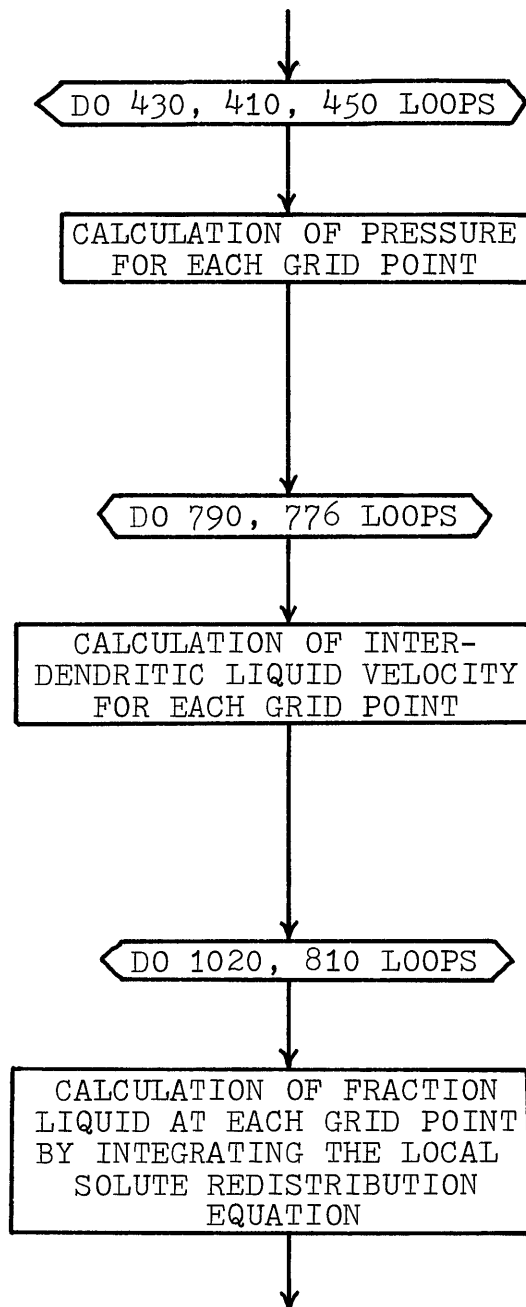 DO 430, 410, 450 LOOPS
CALCULATION OF PRESSURE
FOR EACH GRID POINT
DO 790, 776 LOOPS
CALCULATION OF INTER-
DENDRITIC LIQUID VELOCITY
FOR EACH GRID POINT
DO 1020, 810 LOOPS
CALCULATION OF FRACTION
LIQUID AT EACH GRID POINT
BY INTEGRATING THE LOCAL
SOLUTE REDISTRIBUTION
EQUATION